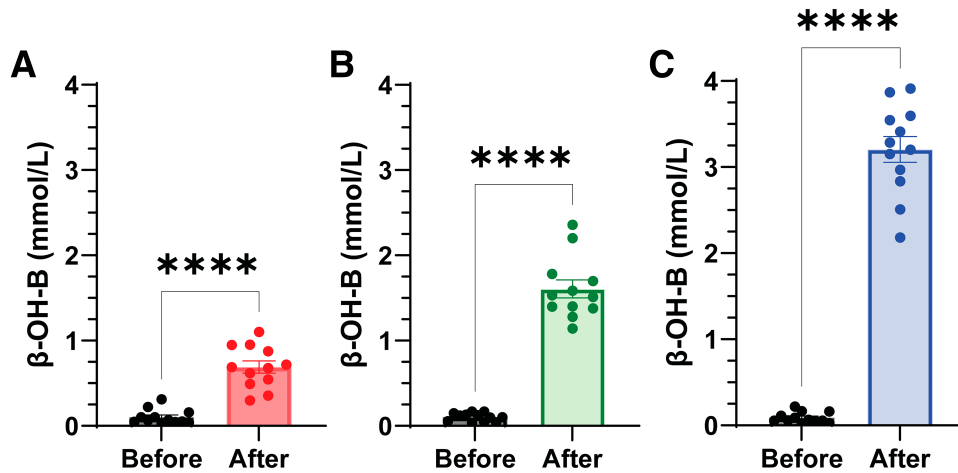 A
β-OH-B (mmol/L)
4
3
2
1
0
****
Before After
B
β-OH-B (mmol/L)
4
3
2
1
0
****
Before After
C
β-OH-B (mmol/L)
4
3
2
1
0
****
Before After